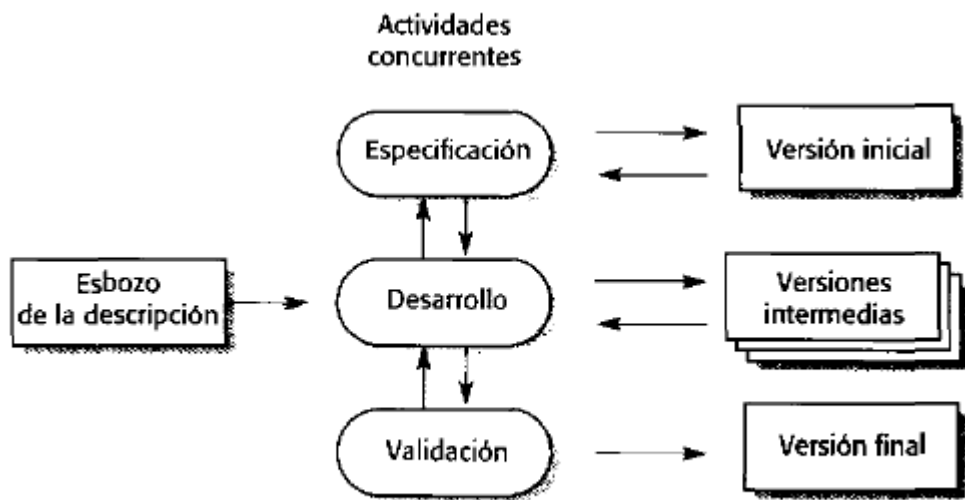 Actividades
concurrentes
Especificación
Versión inicial
Esbozo
de la descripción
Desarrollo
Versiones
intermedias
Validación
Versión final